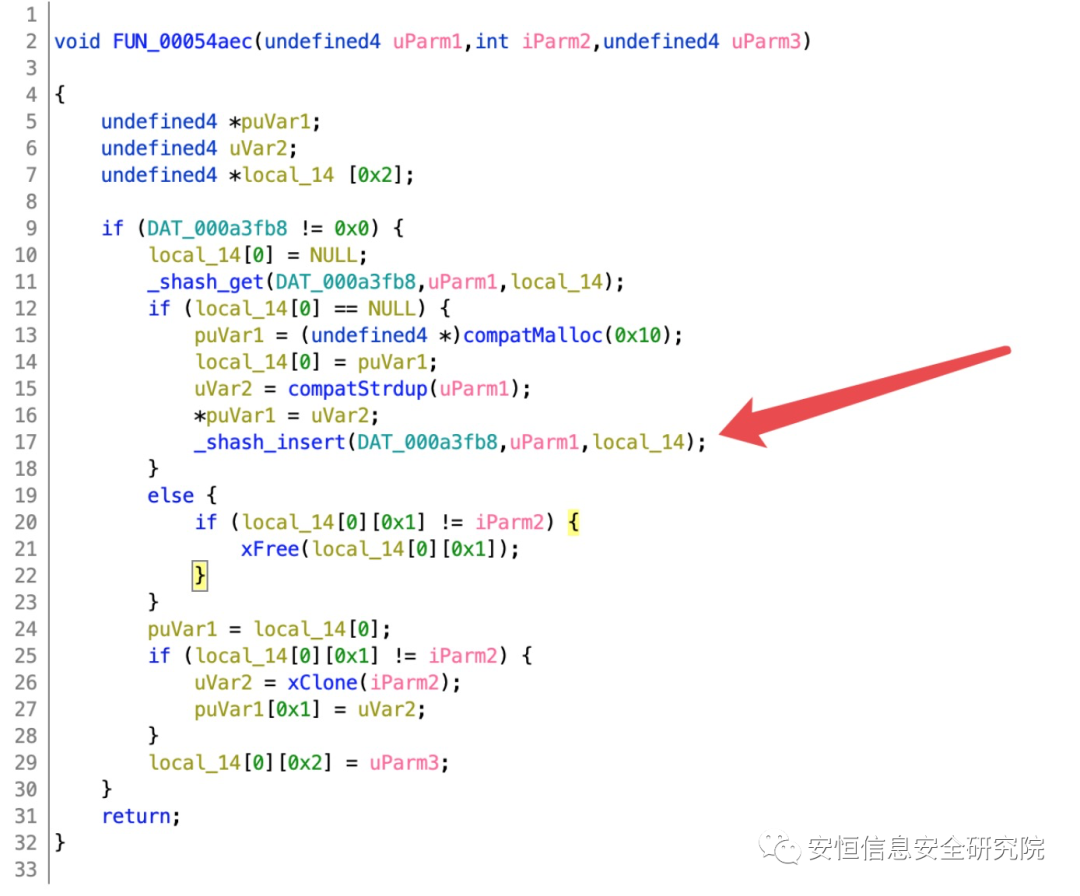 1
2 void FUN_00054aec(undefined4 uParm1,int iParm2,undefined4 uParm3)
3
4 {
5 undefined4 *puVar1;
6 undefined4 uVar2;
7 undefined4 *local_14 [0x2];
8
9 if (DAT_000a3fb8 != 0x0) {
10 local_14[0] = NULL;
11 _shash_get(DAT_000a3fb8,uParm1,local_14);
12 if (local_14[0] == NULL) {
13 puVar1 = (undefined4 *)compatMalloc(0x10);
14 local_14[0] = puVar1;
15 uVar2 = compatStrdup(uParm1);
16 *puVar1 = uVar2;
17 _shash_insert(DAT_000a3fb8,uParm1,local_14);
18 }
19 else {
20 if (local_14[0][0x1] != iParm2) {
21 xFree(local_14[0][0x1]);
22 }
23 }
24 puVar1 = local_14[0];
25 if (local_14[0][0x1] != iParm2) {
26 uVar2 = xClone(iParm2);
27 puVar1[0x1] = uVar2;
28 }
29 local_14[0][0x2] = uParm3;
30 }
31 return;
32 }
33
安恒信息安全研究院